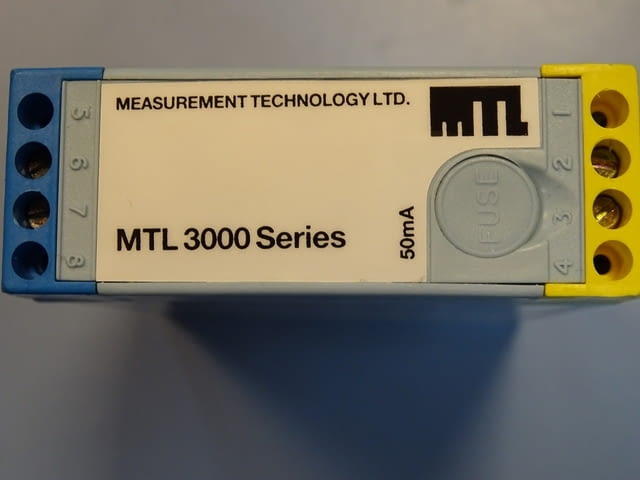 MEASUREMENT TECHNOLOGY LTD.
MTL
MTL 3000 Series
50mA
FUSE
5
6
7
8
1
2
3
4